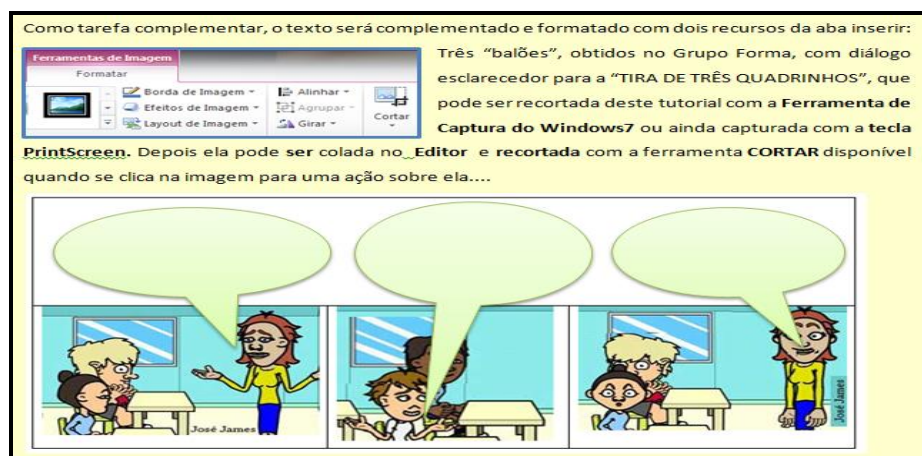 Como tarefa complementar, o texto será complementado e formatado com dois recursos da aba inserir:
Ferramentas de Imagem
Formatar
Borda de Imagem
Efeitos de Imagem
Layout de Imagem
Alinhar
Agrupar
Girar
Cortar
Três “balões”, obtidos no Grupo Forma, com diálogo
esclarecedor para a “TIRA DE TRÊS QUADRINHOS”, que
pode ser recortada deste tutorial com a Ferramenta de
Captura do Windows7 ou ainda capturada com a tecla
PrintScreen. Depois ela pode ser colada no Editor e recortada com a ferramenta CORTAR disponível
quando se clica na imagem para uma ação sobre ela....
José James
José James